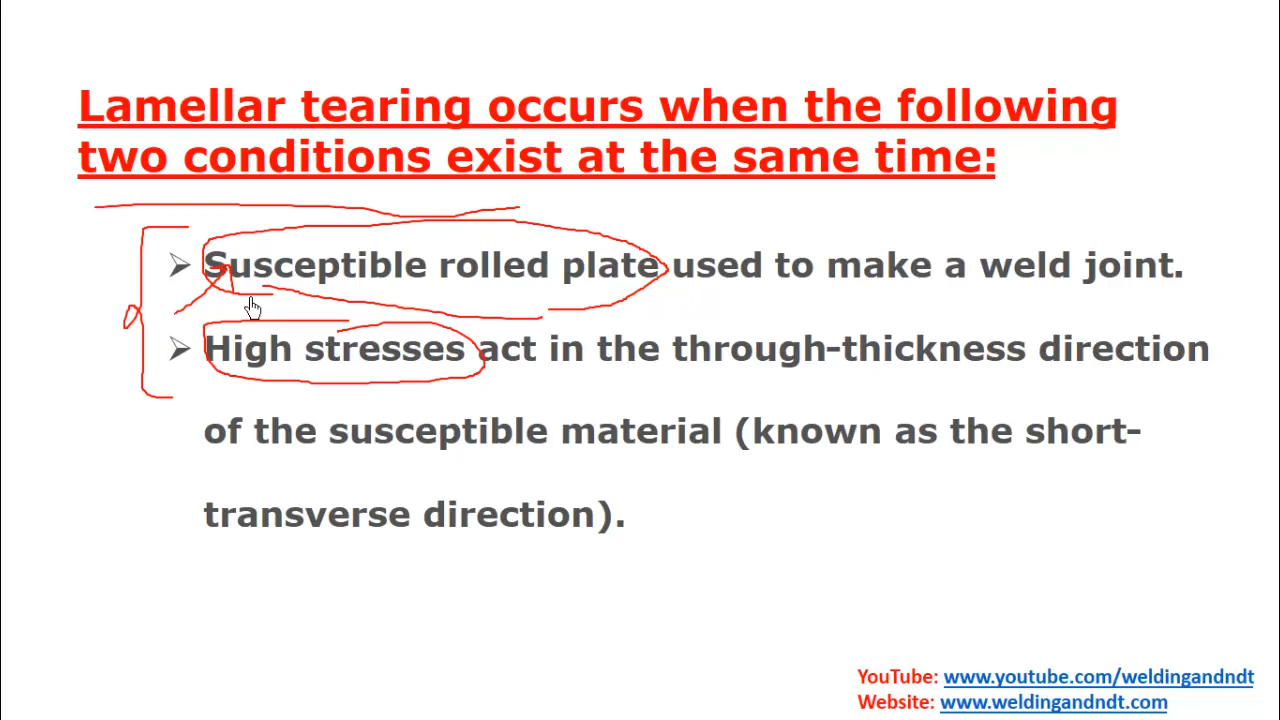 Lamellar tearing occurs when the following
two conditions exist at the same time:
➢ Susceptible rolled plate used to make a weld joint.
➢ High stresses act in the through-thickness direction
of the susceptible material (known as the short-
transverse direction).
YouTube: www.youtube.com/weldingandndt
Website: www.weldingandndt.com